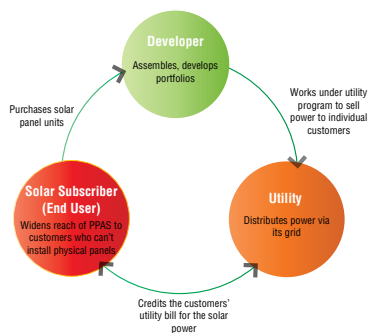 Developer
Assembles, develops
portfolios
Purchases solar
panel units
Works under utility
program to sell
power to individual
customers
Solar Subscriber
(End User)
Widens reach of PPAS to
customers who can't
install physical panels
Utility
Distributes power via
its grid
Credits the customers'
utility bill for the solar
power